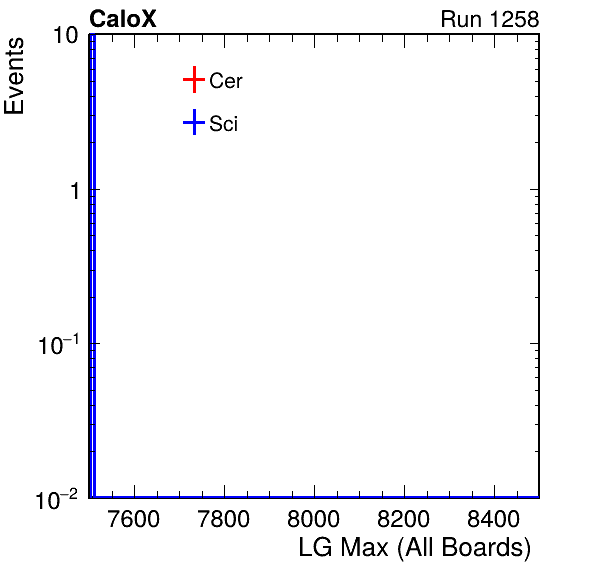 CaloX Run 1258
Events
10
1
10⁻¹
10⁻²
Cer
Sci
7600 7800 8000 8200 8400
LG Max (All Boards)